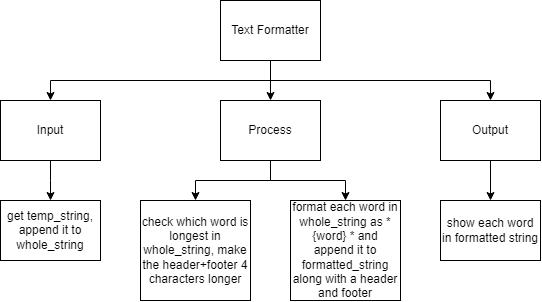 Text Formatter
Input
Process
Output
get temp_string,
append it to
whole_string
check which word is
longest in
whole_string, make
the header+footer 4
characters longer
format each word in
whole_string as *
{word} * and
append it to
formatted_string
along with a header
and footer
show each word
in formatted string